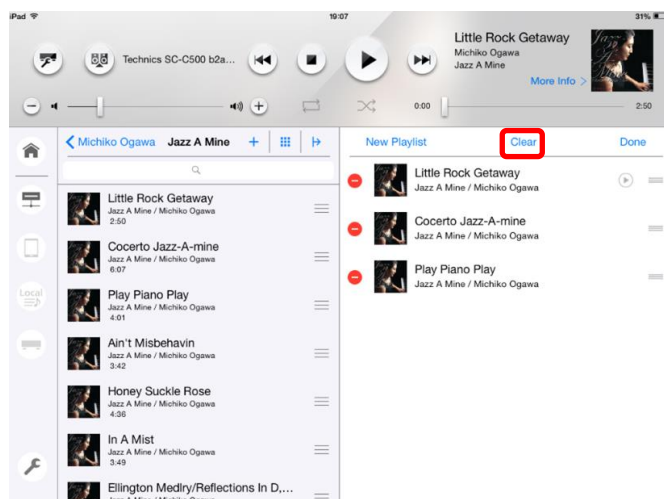 iPad
19:07
31%
Little Rock Getaway
Michiko Ogawa
Jazz A Mine
More Info >
Technics SC-C500 b2a...
0:00
2:50
Michiko Ogawa
Jazz A Mine
+
New Playlist
Clear
Done
Little Rock Getaway
Jazz A Mine / Michiko Ogawa
2:50
Cocerto Jazz-A-mine
Jazz A Mine / Michiko Ogawa
6:07
Play Piano Play
Jazz A Mine / Michiko Ogawa
4:01
Ain't Misbehavin
Jazz A Mine / Michiko Ogawa
3:42
Honey Suckle Rose
Jazz A Mine / Michiko Ogawa
4:36
In A Mist
Jazz A Mine / Michiko Ogawa
3:49
Ellington Medlry/Reflections In D,...
Local
Little Rock Getaway
Jazz A Mine / Michiko Ogawa
Cocerto Jazz-A-mine
Jazz A Mine / Michiko Ogawa
Play Piano Play
Jazz A Mine / Michiko Ogawa